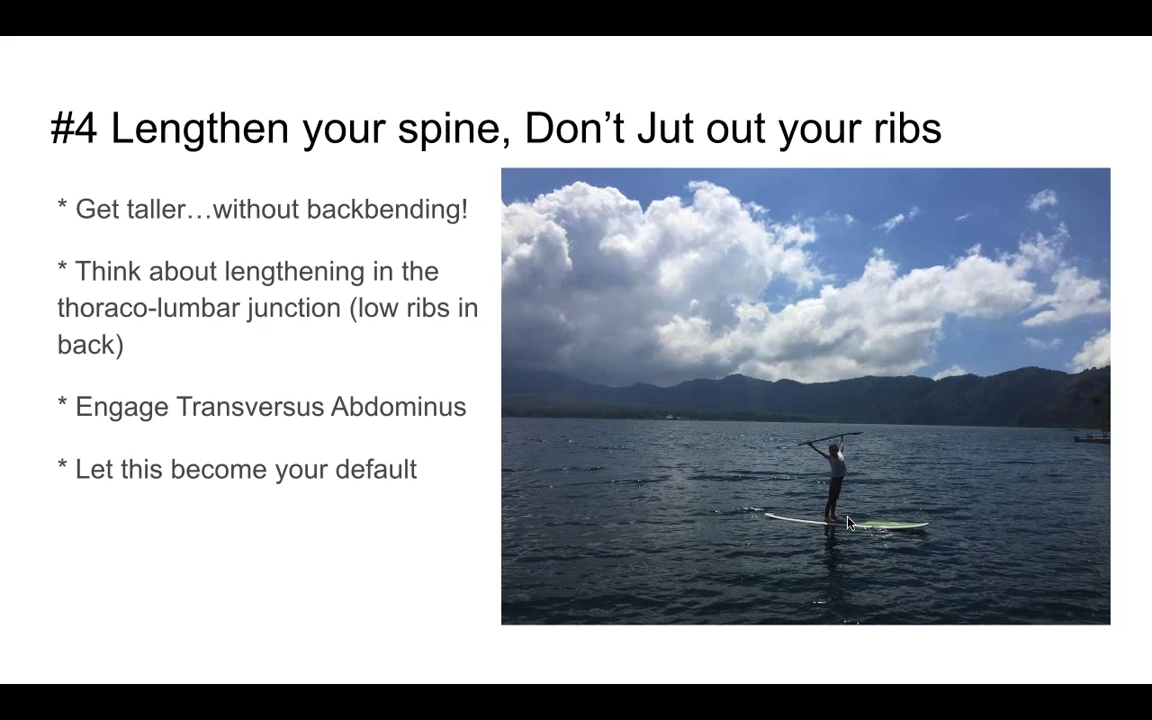 #4 Lengthen your spine, Don’t Jut out your ribs
* Get taller…without backbending!
* Think about lengthening in the
thoraco-lumbar junction (low ribs in
back)
* Engage Transversus Abdominus
* Let this become your default